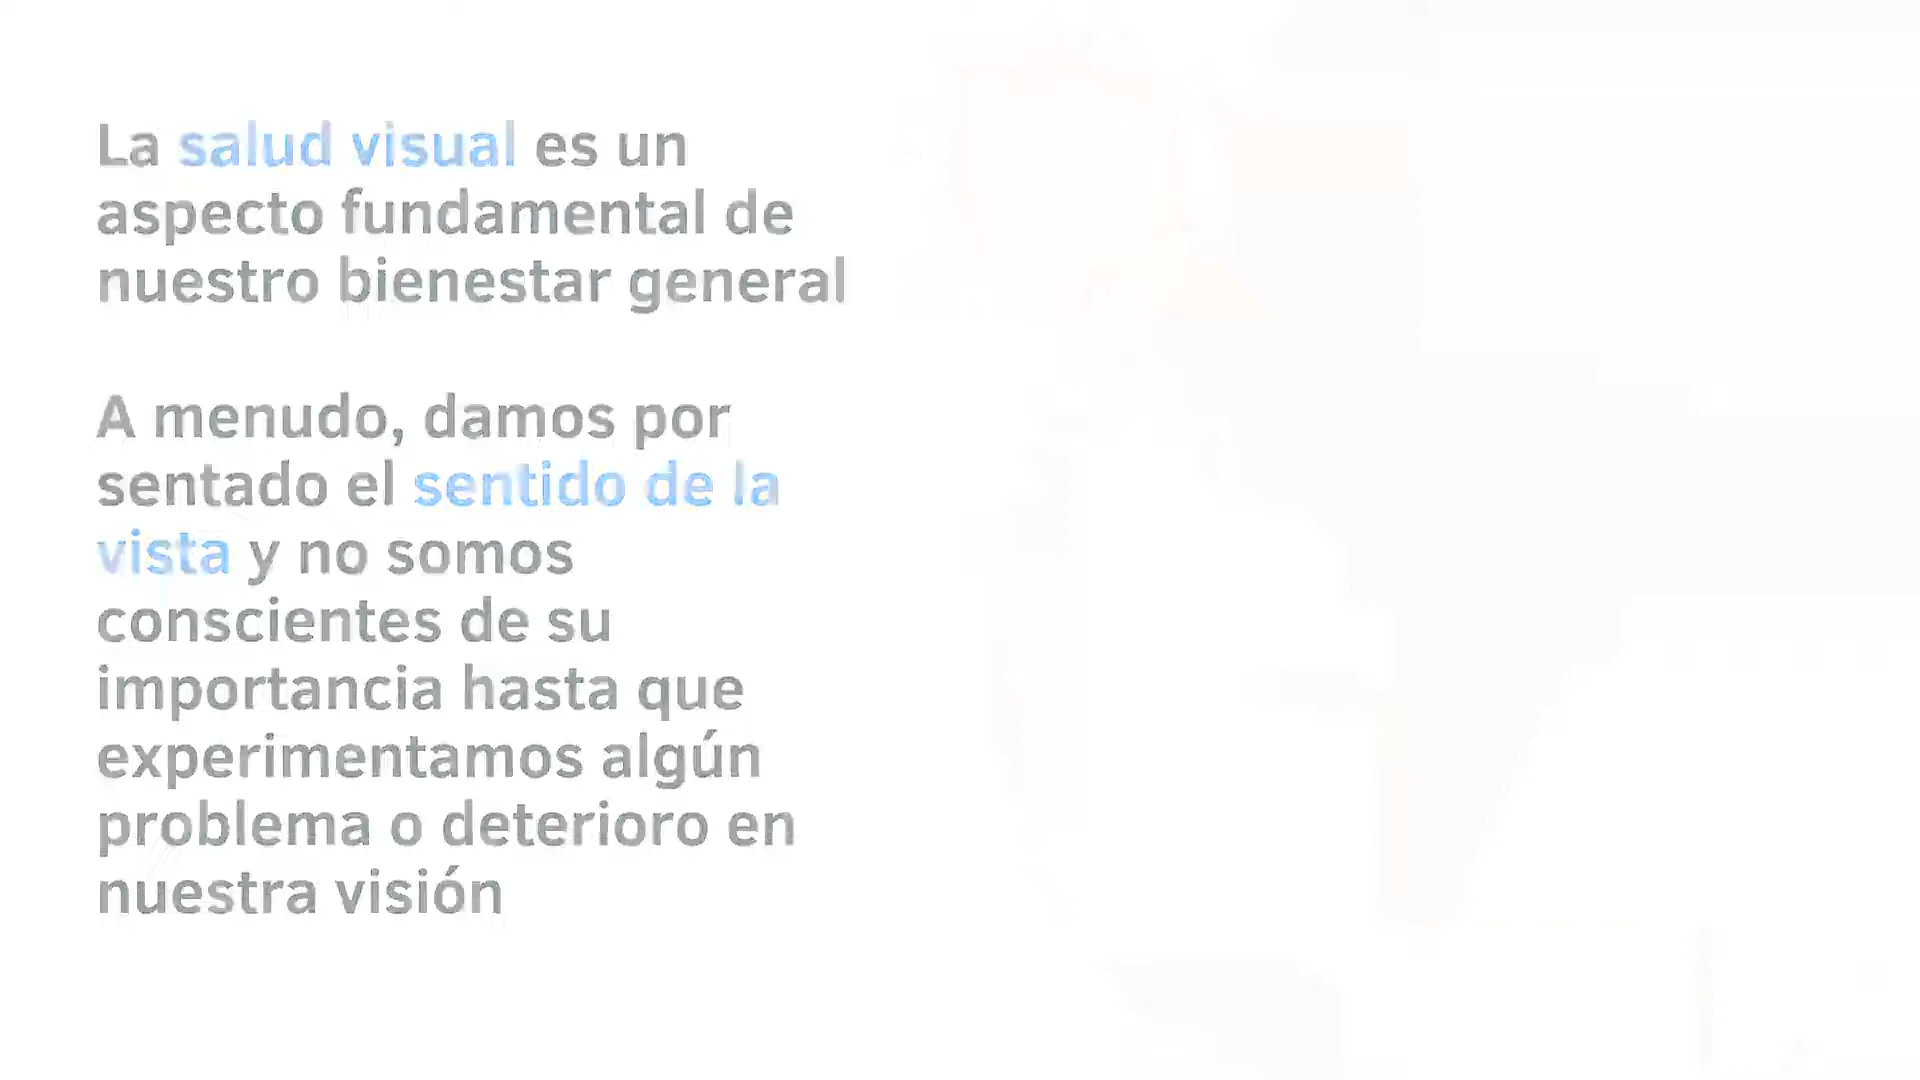 La salud visual es un
aspecto fundamental de
nuestro bienestar general
A menudo, damos por
sentado el sentido de la
vista y no somos
conscientes de su
importancia hasta que
experimentamos algún
problema o deterioro en
nuestra visión